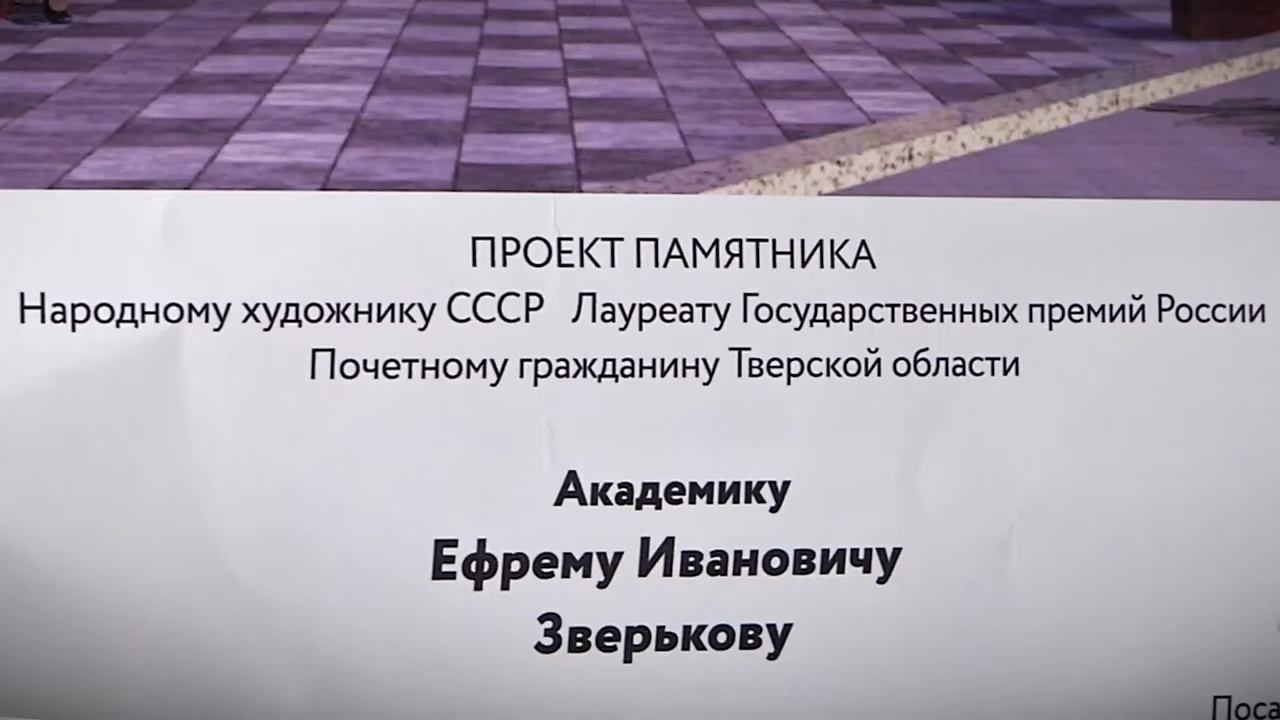 ПРОЕКТ ПАМЯТНИКА
Народному художнику СССР Лауреату Государственных премий России
Почетному гражданину Тверской области
Академику
Ефрему Ивановичу
Зверькову